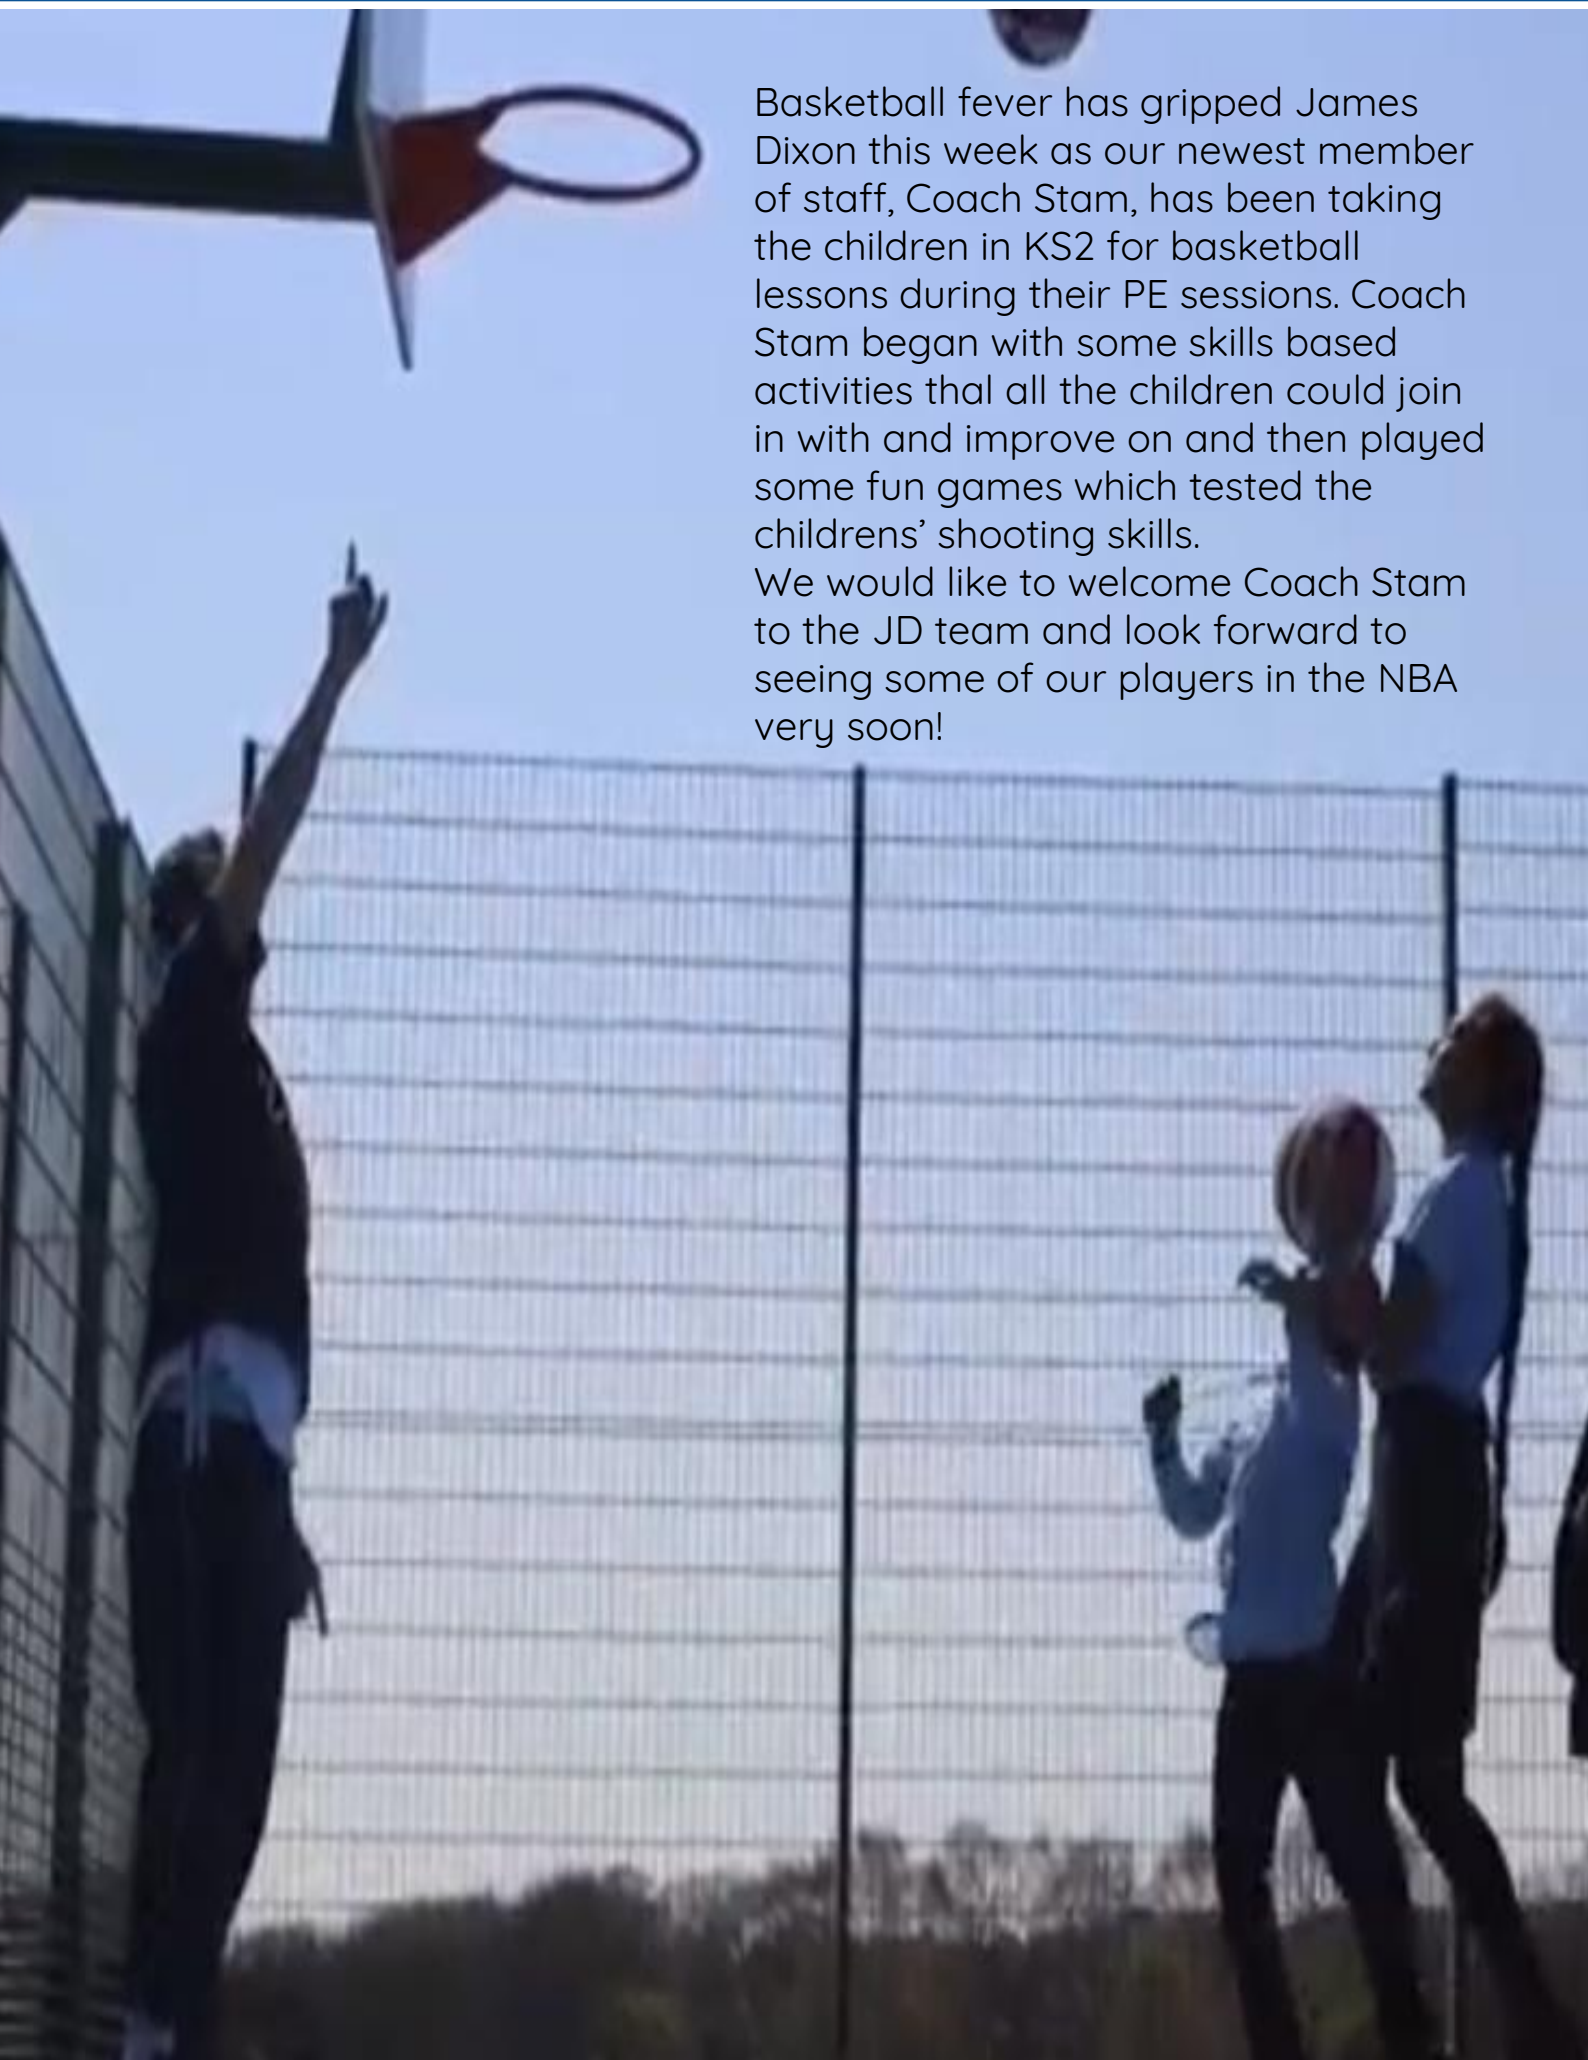 Basketball fever has gripped James
Dixon this week as our newest member
of staff, Coach Stam, has been taking
the children in KS2 for basketball
lessons during their PE sessions. Coach
Stam began with some skills based
activities thal all the children could join
in with and improve on and then played
some fun games which tested the
childrens’ shooting skills.
We would like to welcome Coach Stam
to the JD team and look forward to
seeing some of our players in the NBA
very soon!